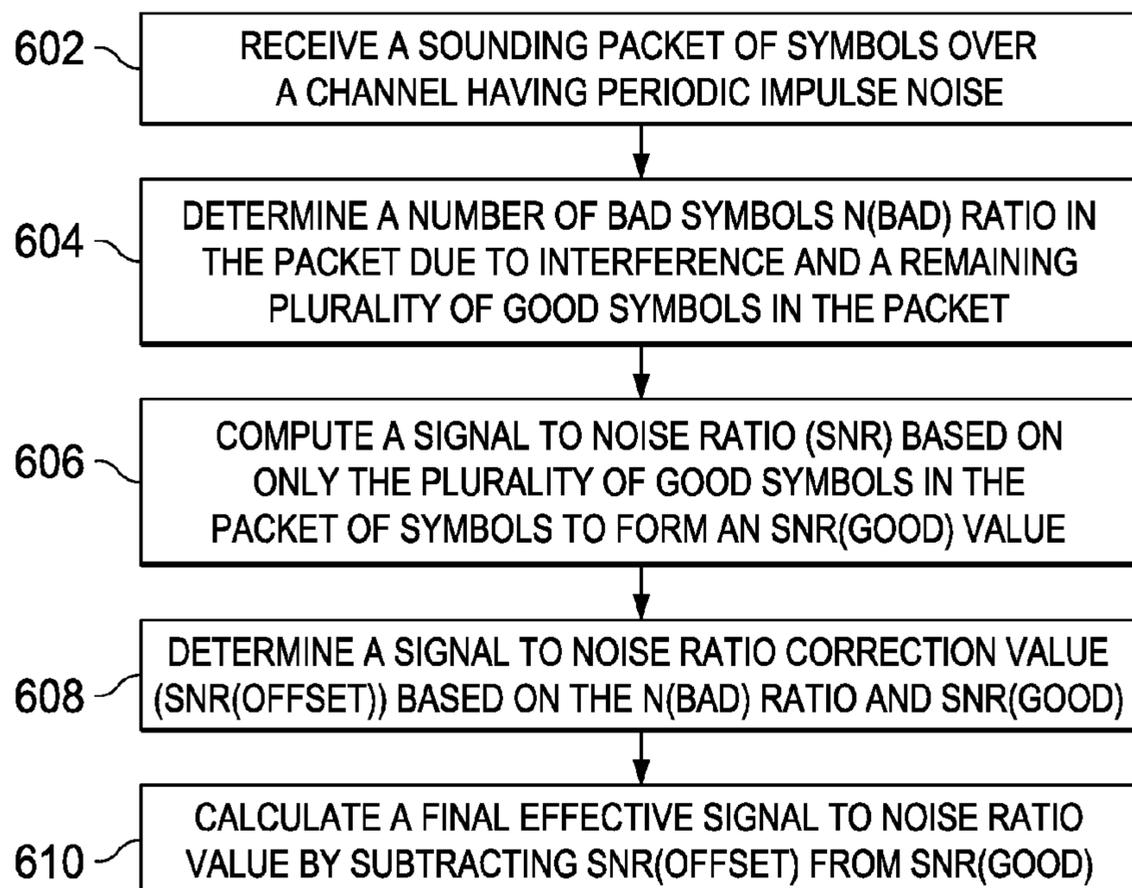 602
RECEIVE A SOUNDING PACKET OF SYMBOLS OVER
A CHANNEL HAVING PERIODIC IMPULSE NOISE
604
DETERMINE A NUMBER OF BAD SYMBOLS N(BAD) RATIO IN
THE PACKET DUE TO INTERFERENCE AND A REMAINING
PLURALITY OF GOOD SYMBOLS IN THE PACKET
606
COMPUTE A SIGNAL TO NOISE RATIO (SNR) BASED ON
ONLY THE PLURALITY OF GOOD SYMBOLS IN THE
PACKET OF SYMBOLS TO FORM AN SNR(GOOD) VALUE
608
DETERMINE A SIGNAL TO NOISE RATIO CORRECTION VALUE
(SNR(OFFSET)) BASED ON THE N(BAD) RATIO AND SNR(GOOD)
610
CALCULATE A FINAL EFFECTIVE SIGNAL TO NOISE RATIO
VALUE BY SUBTRACTING SNR(OFFSET) FROM SNR(GOOD)